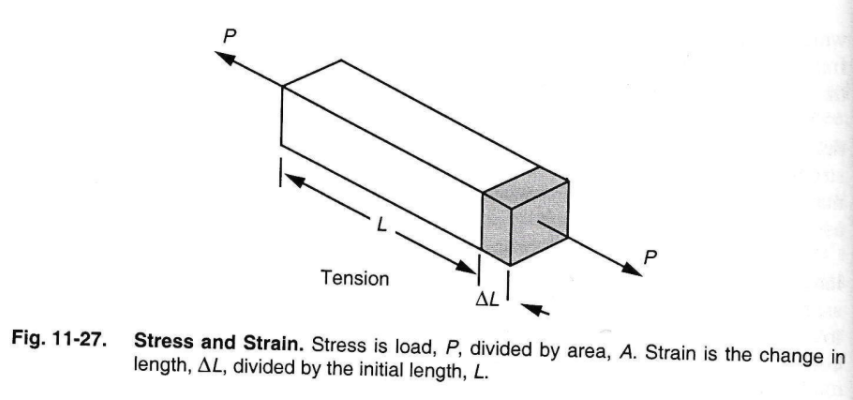 P
L
P
Tension
ΔL
Fig. 11-27. Stress and Strain. Stress is load, P, divided by area, A. Strain is the change in
length, ΔL, divided by the initial length, L.